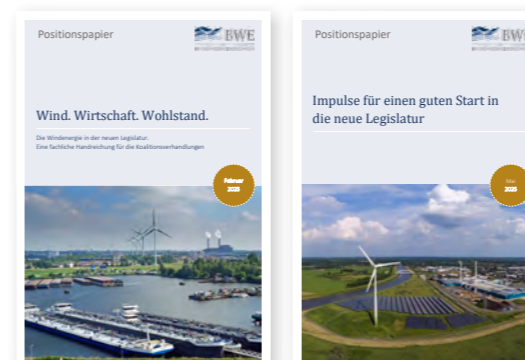 Positionspapier
BWE
Wind. Wirtschaft. Wohlstand.
Die Windenergie in der neuen Legislatur.
Eine fachliche Handreichung für die Koalitionsverhandlungen
Februar
2025
Positionspapier
BWE
Impulse für einen guten Start in
die neue Legislatur
Mai
2025